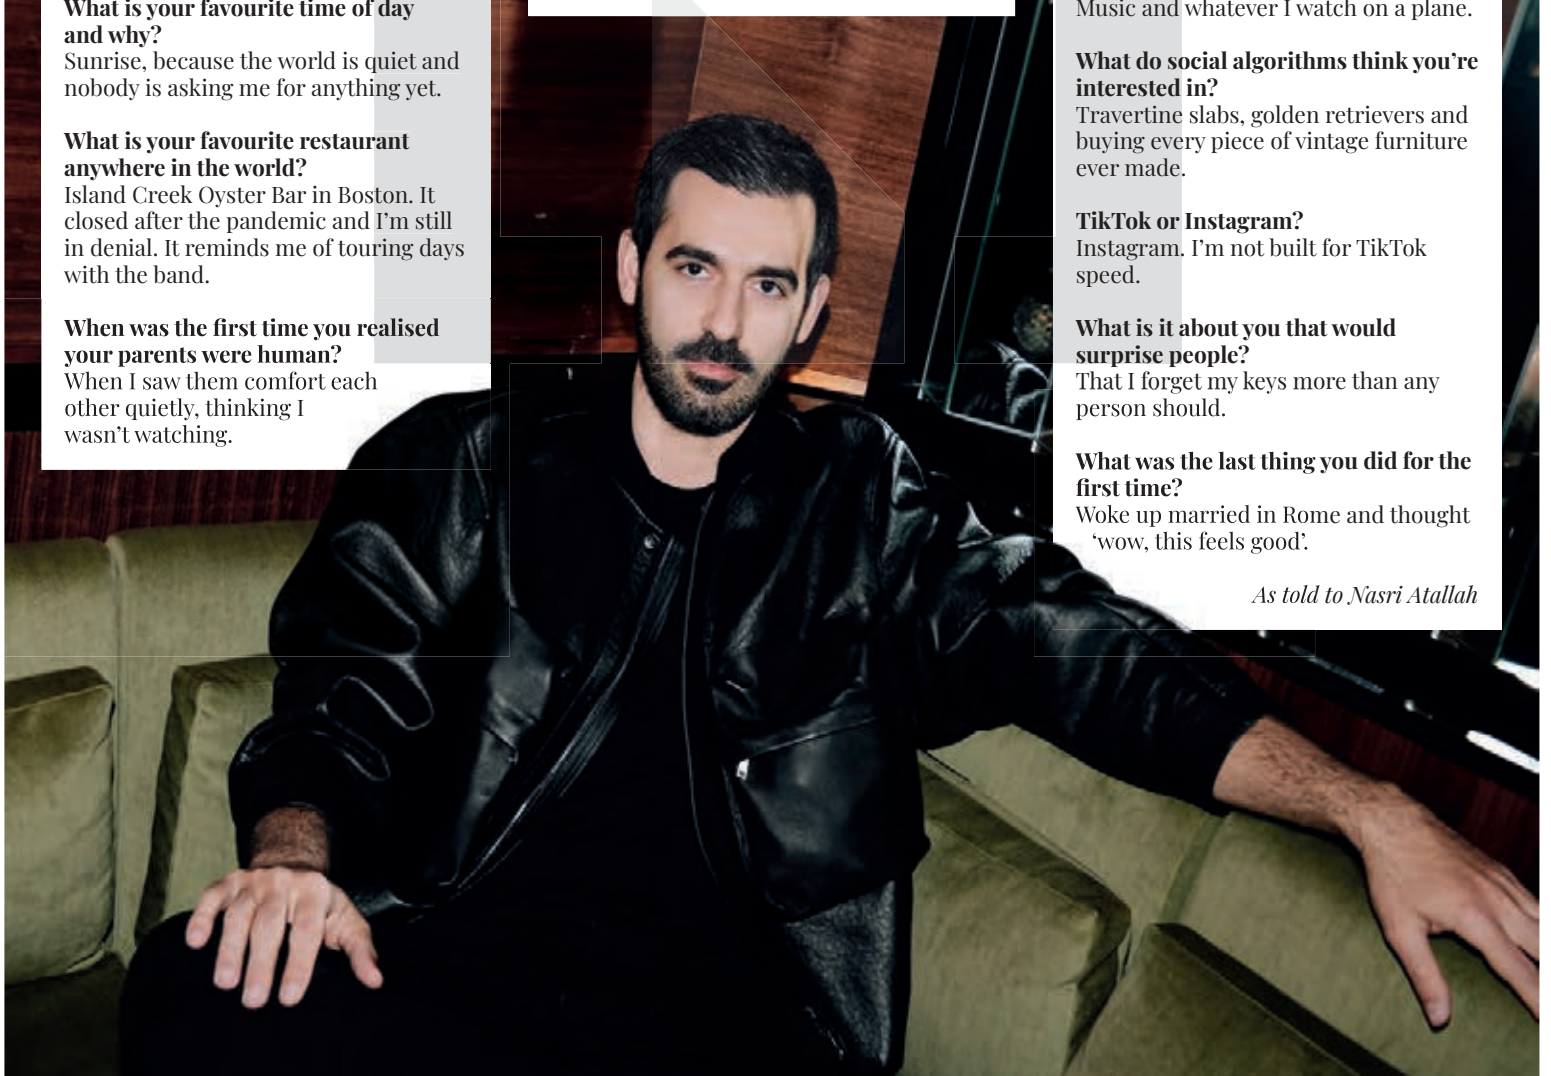 What is your favourite time of day
and why?
Sunrise, because the world is quiet and
nobody is asking me for anything yet.
What is your favourite restaurant
anywhere in the world?
Island Creek Oyster Bar in Boston. It
closed after the pandemic and I'm still
in denial. It reminds me of touring days
with the band.
When was the first time you realised
your parents were human?
When I saw them comfort each
other quietly, thinking I
wasn't watching.
Music and whatever I watch on a plane.
What do social algorithms think you're
interested in?
Travertine slabs, golden retrievers and
buying every piece of vintage furniture
ever made.
TikTok or Instagram?
Instagram. I'm not built for TikTok
speed.
What is it about you that would
surprise people?
That I forget my keys more than any
person should.
What was the last thing you did for the
first time?
Woke up married in Rome and thought
‘wow, this feels good’.
As told to Nasri Atallah